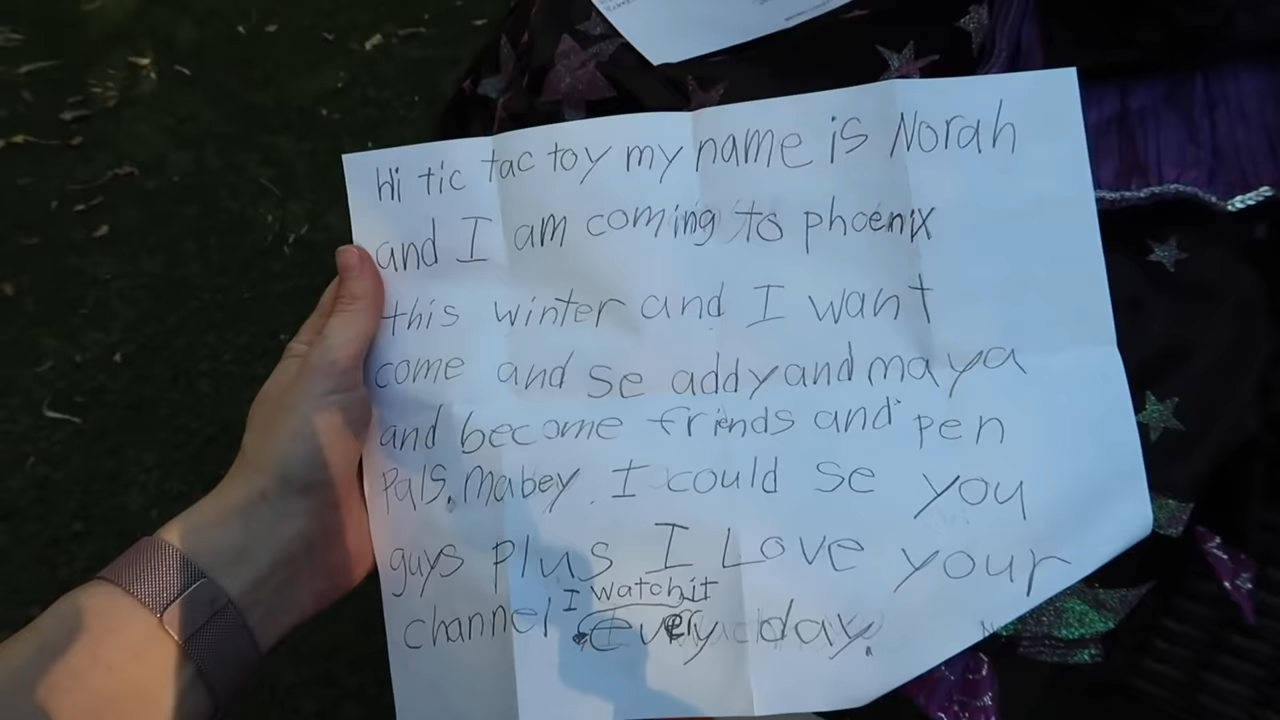 Hi tic tac toy my name is Norah
and I am coming to phoenix
this winter and I want
come and se addy and maya
and become friends and pen
Pals. Mabey. I could se you
guys plus I Love your
I watch it
channel every day.